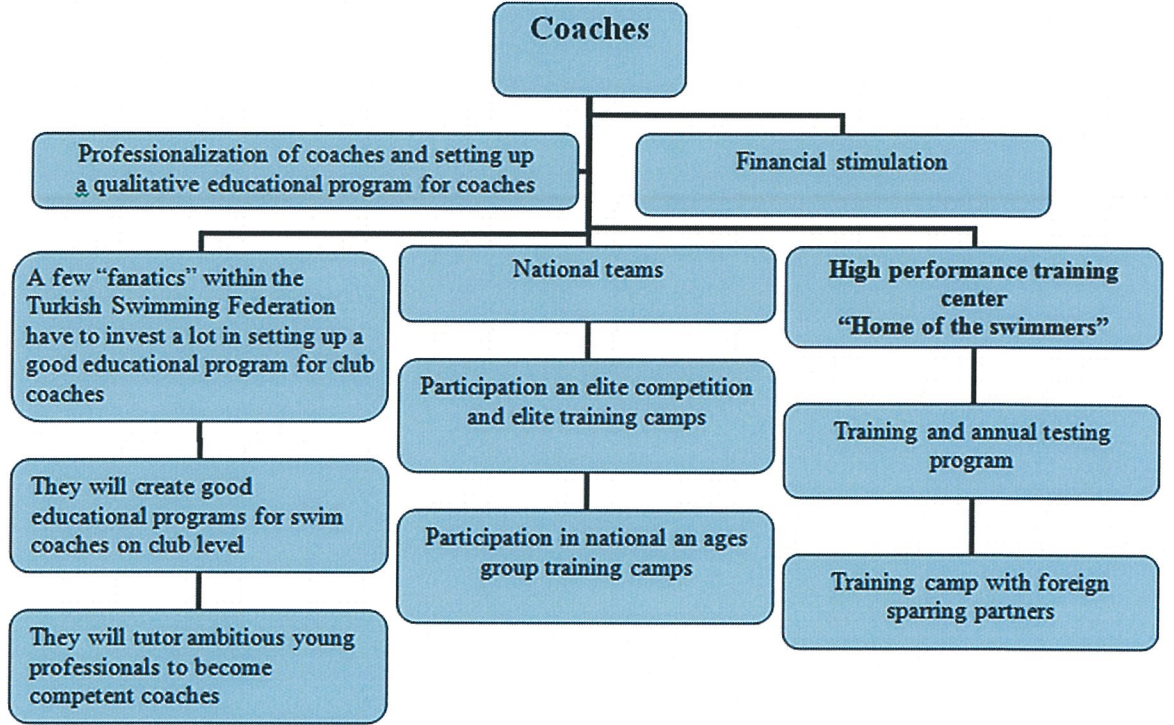 Coaches
Professionalization of coaches and setting up
a qualitative educational program for coaches
Financial stimulation
A few “fanatics” within the
Turkish Swimming Federation
have to invest a lot in setting up a
good educational program for club
coaches
They will create good
educational programs for swim
coaches on club level
They will tutor ambitious young
professionals to become
competent coaches
National teams
Participation an elite competition
and elite training camps
Participation in national an ages
group training camps
High performance training
center
“Home of the swimmers”
Training and annual testing
program
Training camp with foreign
sparring partners